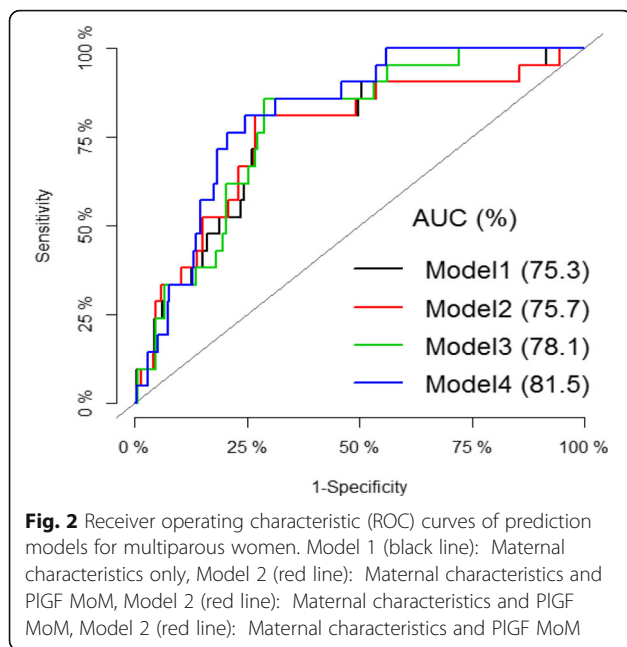 100 %
75 %
50 %
25 %
0 %
Sensitivity
AUC (%)
Model1 (75.3)
Model2 (75.7)
Model3 (78.1)
Model4 (81.5)
0 %
25 %
50 %
75 %
100 %
1-Specificity
Fig. 2 Receiver operating characteristic (ROC) curves of prediction
models for multiparous women. Model 1 (black line): Maternal
characteristics only, Model 2 (red line): Maternal characteristics and
PlGF MoM, Model 2 (red line): Maternal characteristics and PlGF
MoM, Model 2 (red line): Maternal characteristics and PlGF MoM